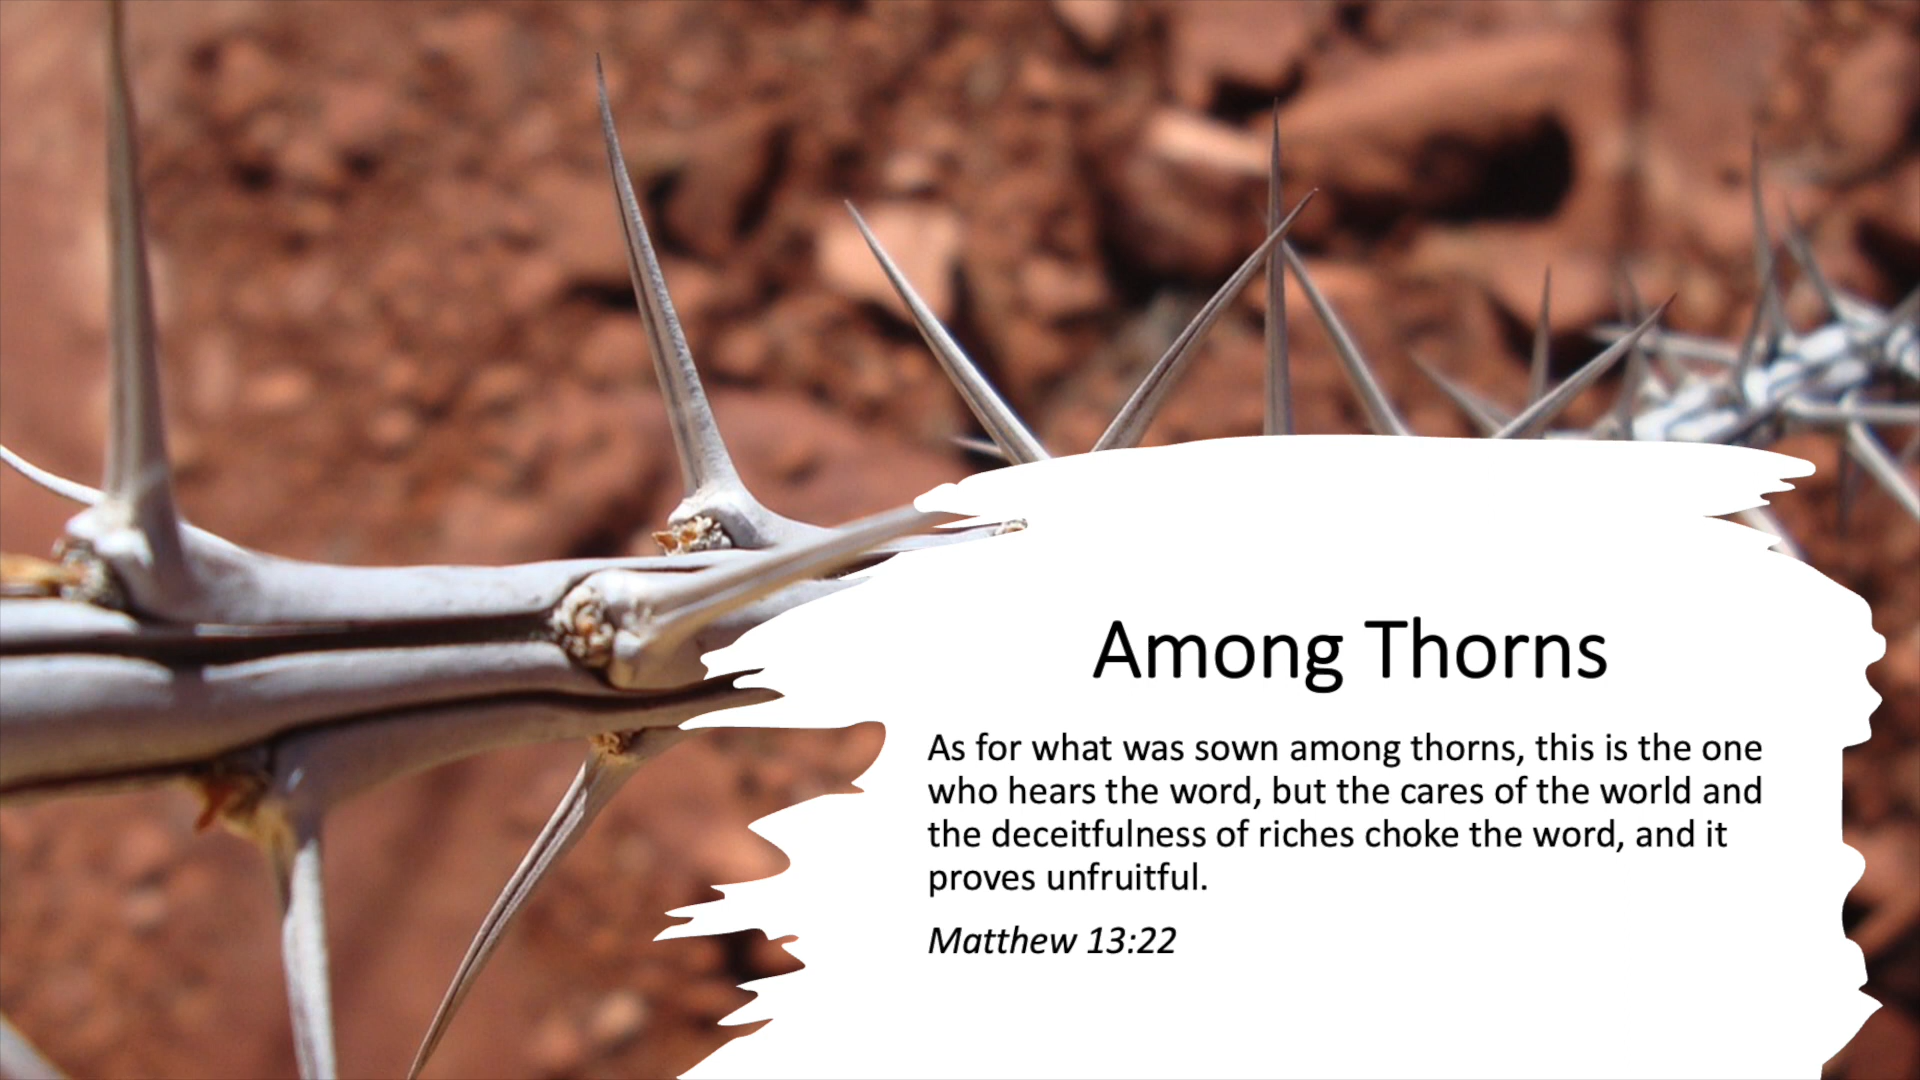 Among Thorns
As for what was sown among thorns, this is the one
who hears the word, but the cares of the world and
the deceitfulness of riches choke the word, and it
proves unfruitful.
Matthew 13:22